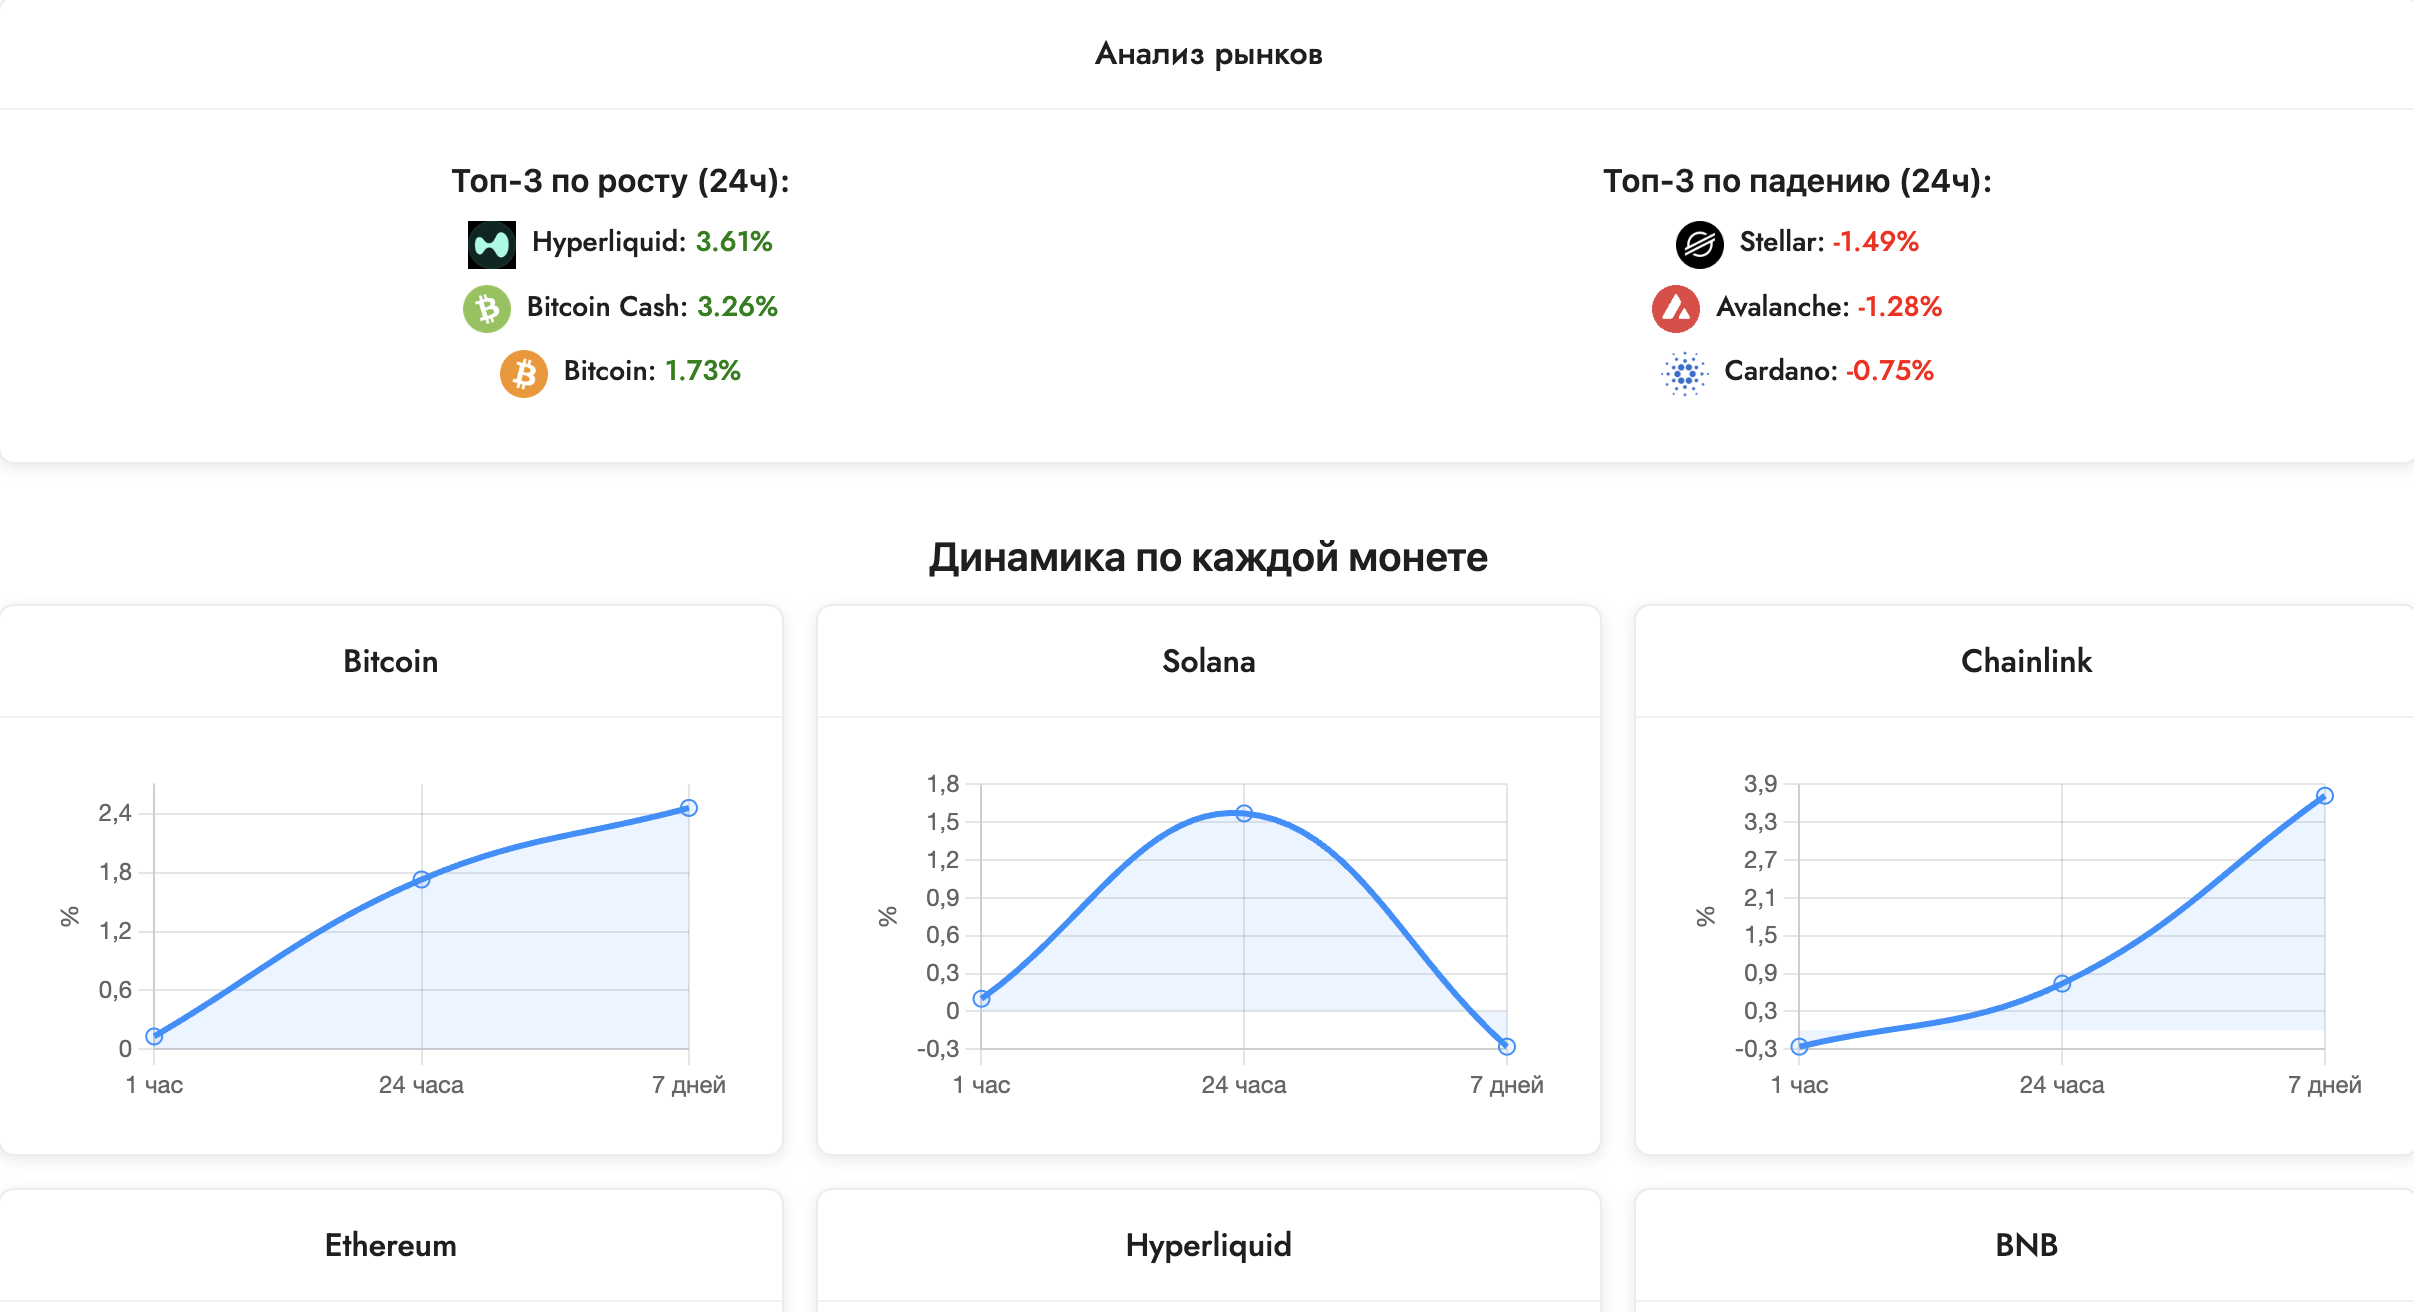 Анализ рынков
Топ-3 по росту (24ч):
Hyperliquid: 3.61%
Bitcoin Cash: 3.26%
Bitcoin: 1.73%
Топ-3 по падению (24ч):
Stellar: -1.49%
Avalanche: -1.28%
Cardano: -0.75%
Динамика по каждой монете
Bitcoin
%
2,4
1,8
1,2
0,6
0
1 час 24 часа 7 дней
Solana
%
1,8
1,5
1,2
0,9
0,6
0,3
0
-0,3
1 час 24 часа 7 дней
Chainlink
%
3,9
3,3
2,7
2,1
1,5
0,9
0,3
-0,3
1 час 24 часа 7 дней
Ethereum
Hyperliquid
BNB